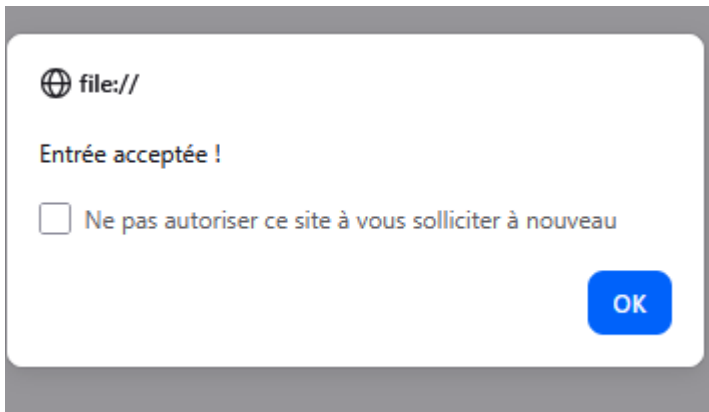 file://
Entrée acceptée !
Ne pas autoriser ce site à vous solliciter à nouveau
OK